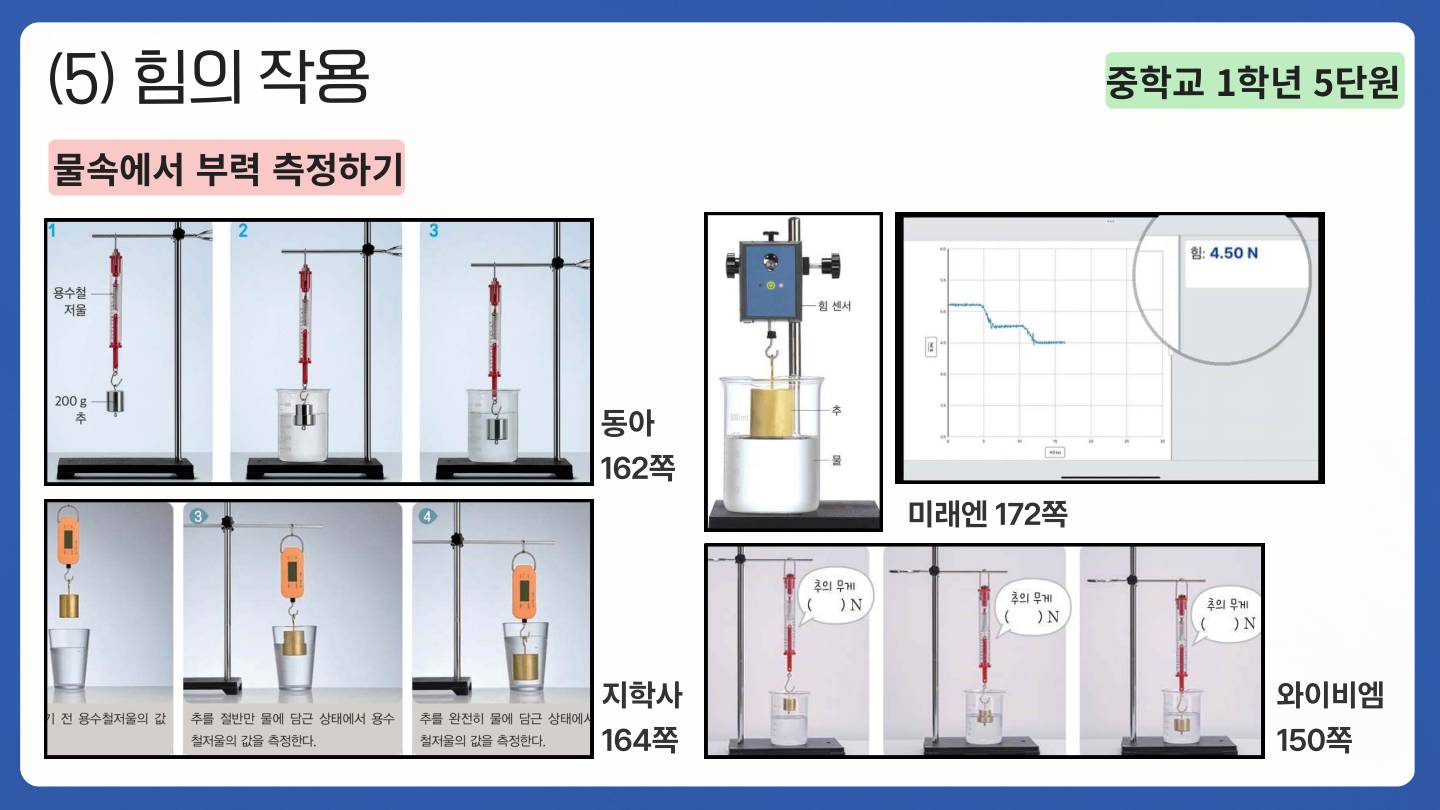 (5) 힘의 작용
중학교 1학년 5단원
물속에서 부력 측정하기
1
2
3
용수철
저울
200 g
추
동아
162쪽
힘 센서
추
물
힘: 4.50 N
미래엔 172쪽
3
4
기 전 용수철저울의 값
추를 절반만 물에 담근 상태에서 용수
철저울의 값을 측정한다.
추를 완전히 물에 담근 상태에서
철저울의 값을 측정한다.
지학사
164쪽
추의 무게
( ) N
추의 무게
( ) N
추의 무게
( ) N
와이비엠
150쪽